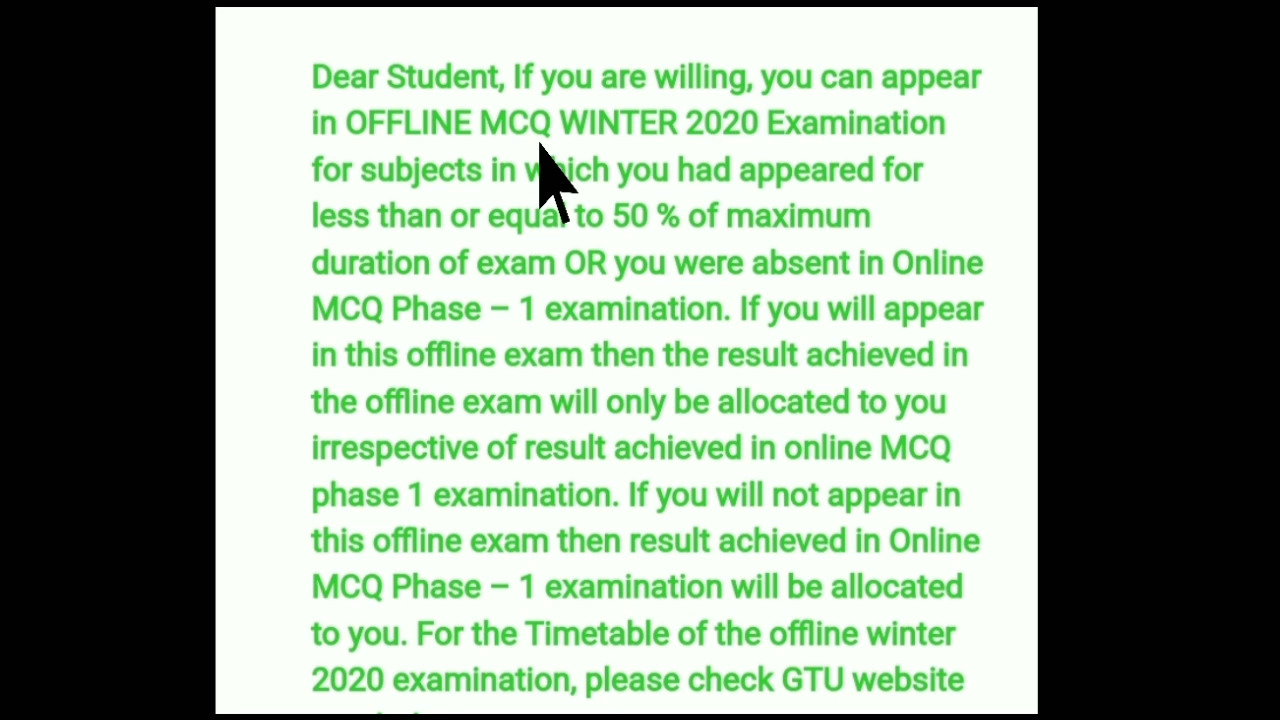 Dear Student, If you are willing, you can appear
in OFFLINE MCQ WINTER 2020 Examination
for subjects in which you had appeared for
less than or equal to 50 % of maximum
duration of exam OR you were absent in Online
MCQ Phase – 1 examination. If you will appear
in this offline exam then the result achieved in
the offline exam will only be allocated to you
irrespective of result achieved in online MCQ
phase 1 examination. If you will not appear in
this offline exam then result achieved in Online
MCQ Phase – 1 examination will be allocated
to you. For the Timetable of the offline winter
2020 examination, please check GTU website